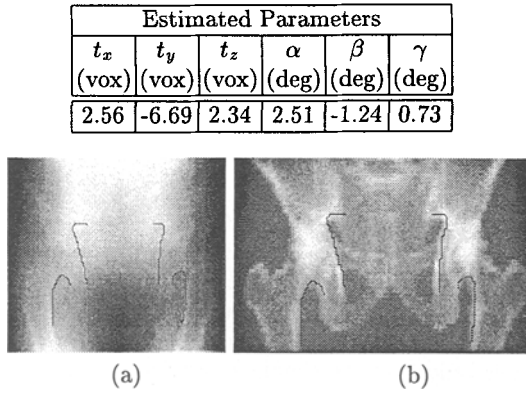 Estimated Parameters
t_x t_y t_z α β γ
(vox) (vox) (vox) (deg) (deg) (deg)
2.56 -6.69 2.34 2.51 -1.24 0.73
(a) (b)